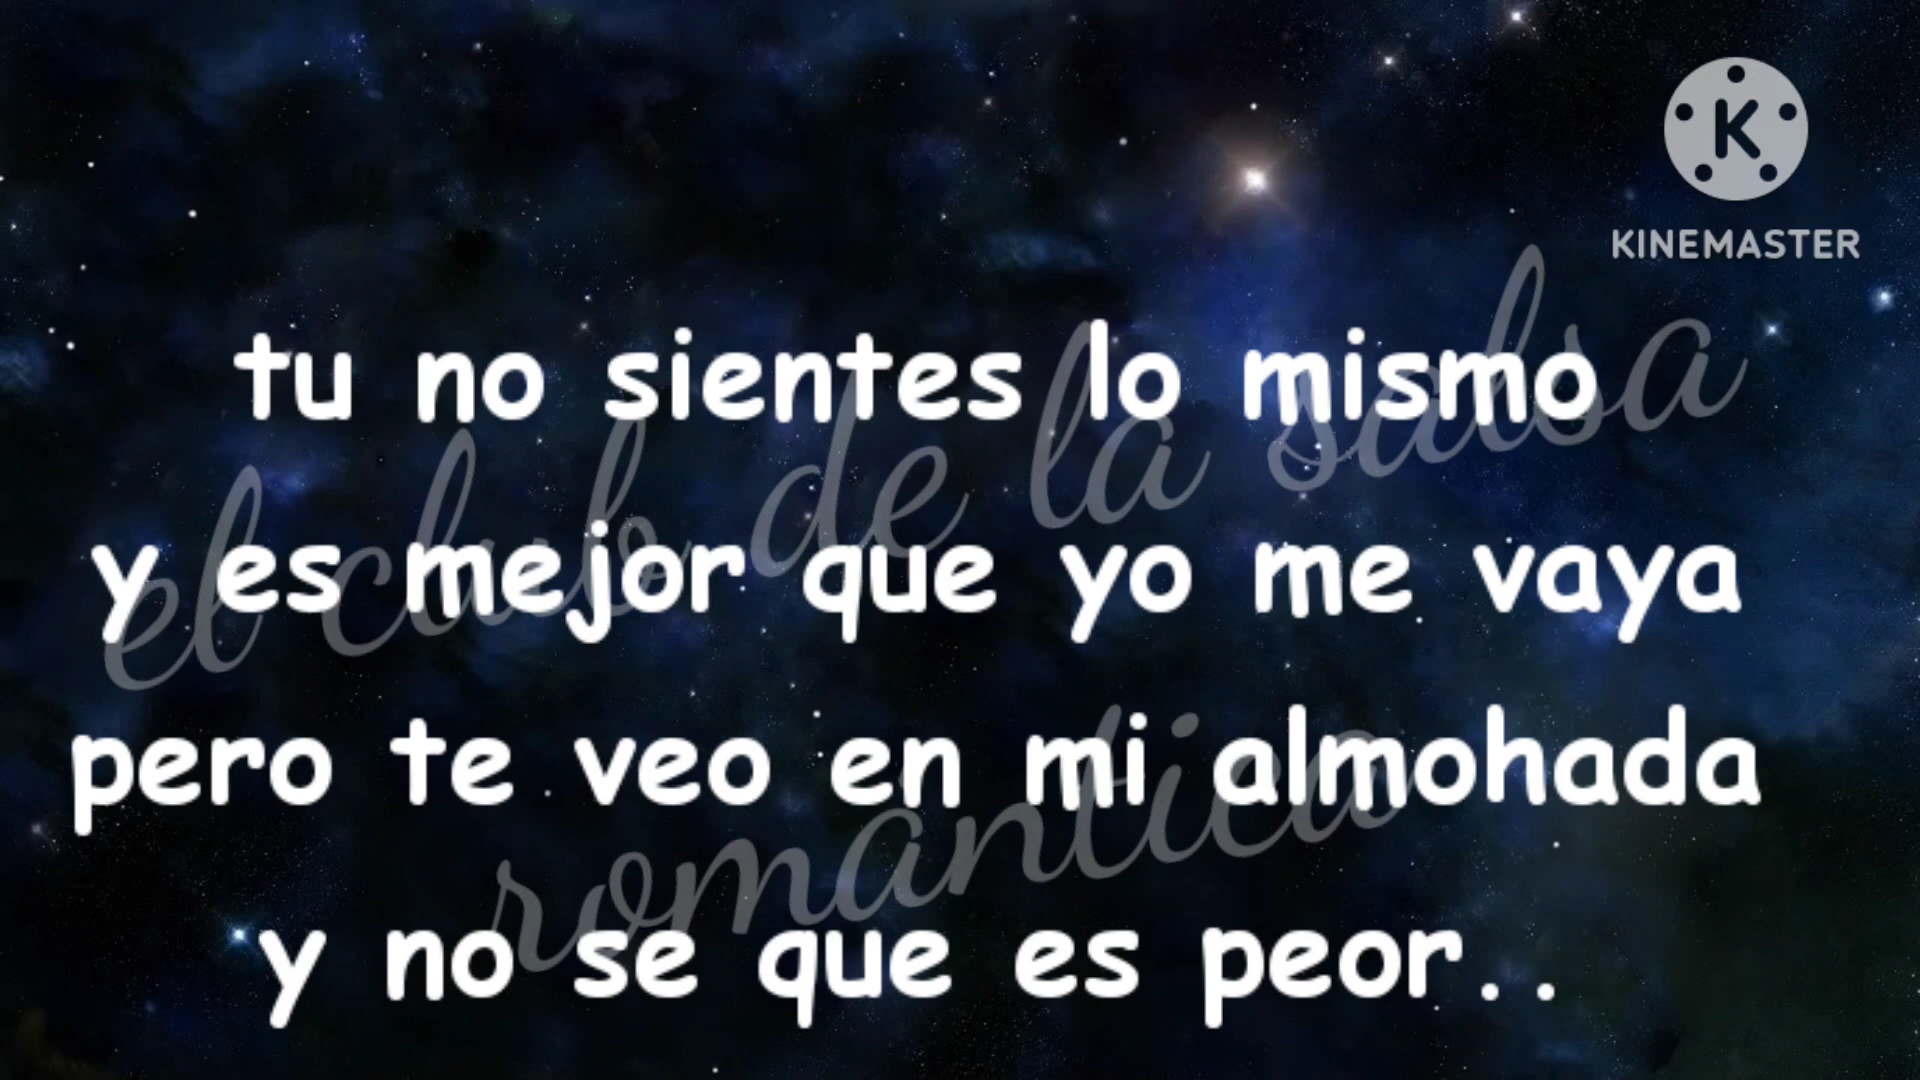 K
KINEMASTER
tu no sientes lo mismo
y es mejor que yo me vaya
pero te veo en mi almohada
y no se que es peor..
el club de la salsa
romantica